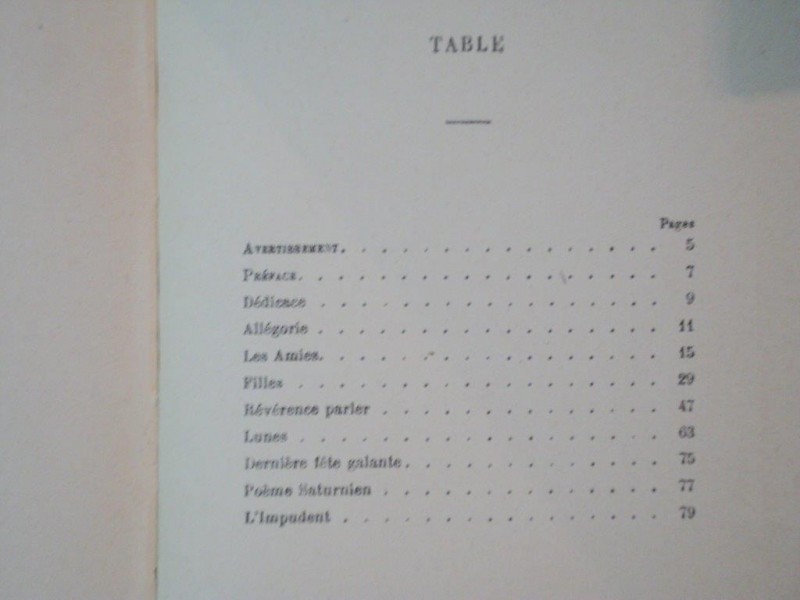 TABLE
Pages
AVERTISSEMENT. . . . . . . . . . . . . . . . 5
PRÉFACE. . . . . . . . . . . . . . . . . . 7
Dédicace . . . . . . . . . . . . . . . . . 9
Allégorie . . . . . . . . . . . . . . . . . 11
Les Amies. . . . . . . . . . . . . . . . . 15
Filles . . . . . . . . . . . . . . . . . . 29
Révérence parler . . . . . . . . . . . . . . 47
Lunes . . . . . . . . . . . . . . . . . . 63
Dernière fête galante. . . . . . . . . . . . . 75
Poème Saturnien . . . . . . . . . . . . . . 77
L'Impudent . . . . . . . . . . . . . . . . 79